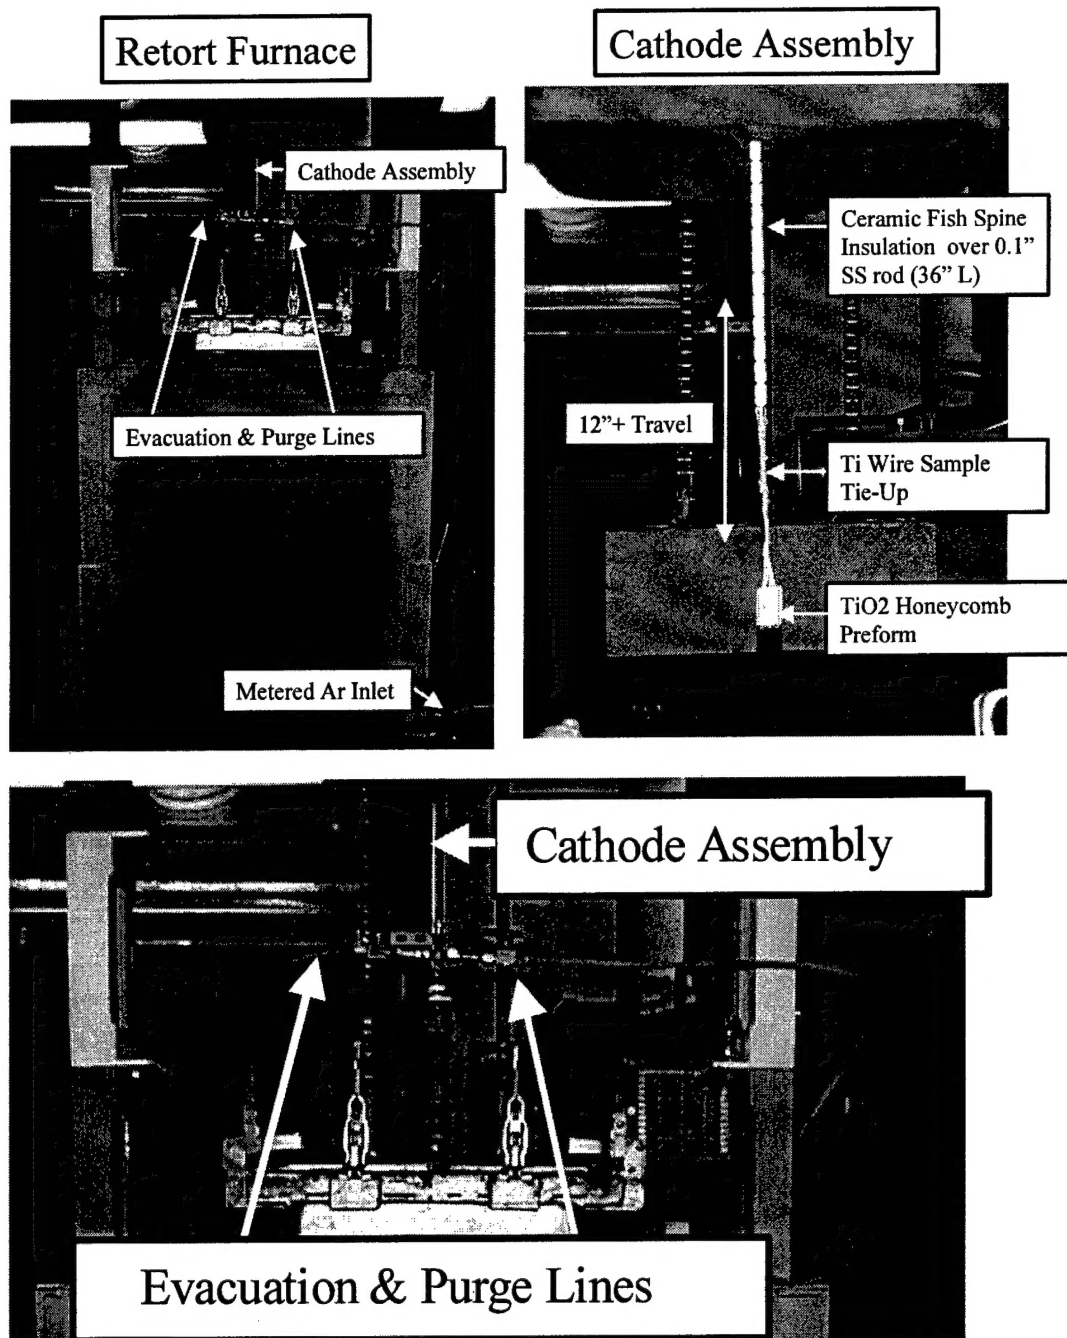 Retort Furnace
Cathode Assembly
Cathode Assembly
Evacuation & Purge Lines
Metered Ar Inlet
Ceramic Fish Spine
Insulation over 0.1”
SS rod (36” L)
12”+ Travel
Ti Wire Sample
Tie-Up
TiO2 Honeycomb
Preform
Cathode Assembly
Evacuation & Purge Lines